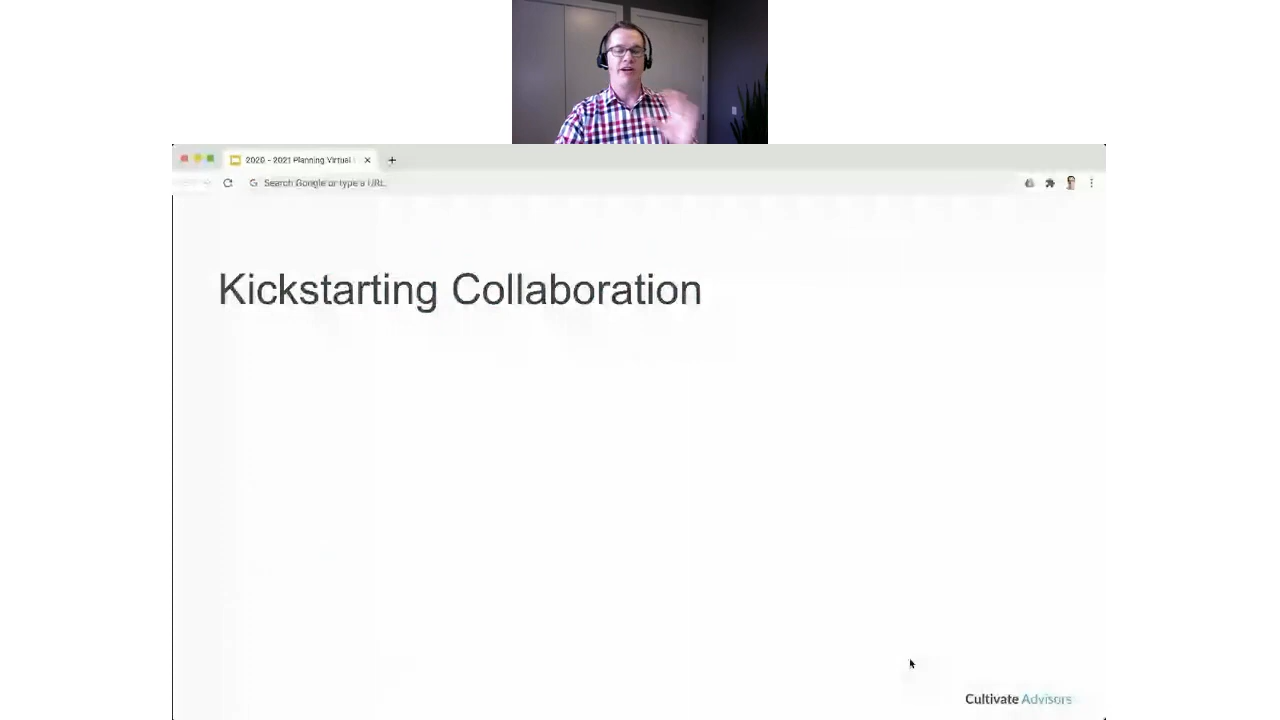 2020 - 2021 Planning Virtual
Search Google or type a URL
Kickstarting Collaboration
Cultivate Advisors